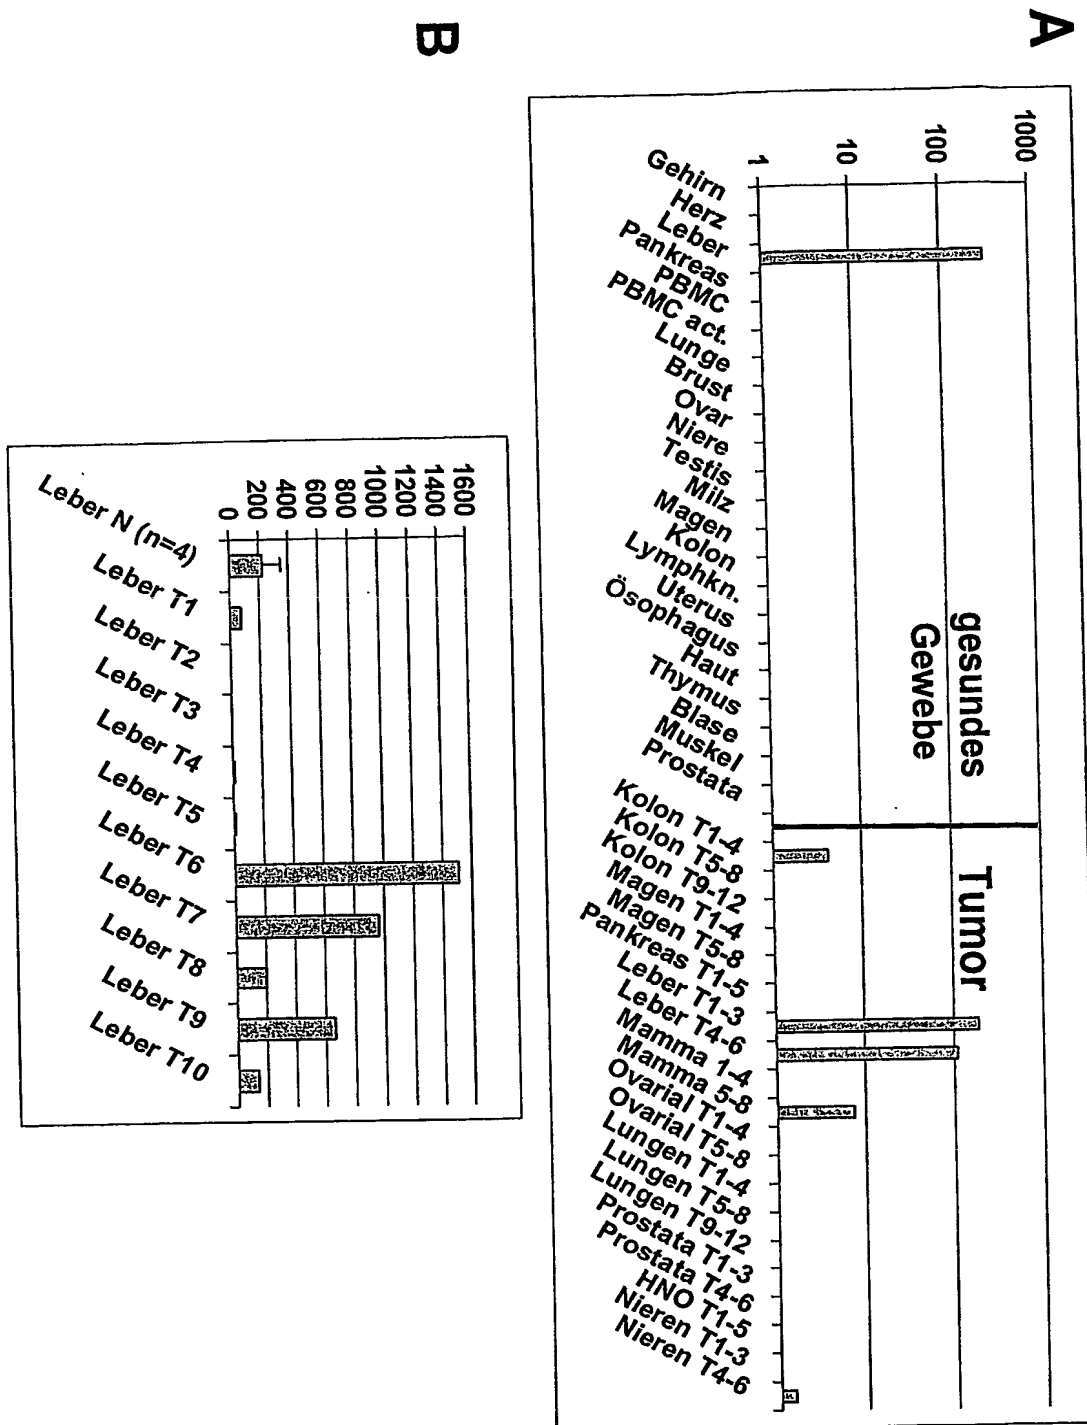 A
1000
100
10
1
gesundes
Gewebe
Tumor
Gehirn
Herz
Leber
Pankreas
PBMC
PBMC act.
Lunge
Brust
Ovar
Niere
Testis
Milz
Magen
Kolon
Lymphkn.
Uterus
Ösophagus
Haut
Thymus
Blase
Muskel
Prostata
Kolon T1-4
Kolon T5-8
Kolon T9-12
Magen T1-4
Magen T5-8
Pankreas T1-5
Leber T1-3
Leber T4-6
Mamma 1-4
Mamma 5-8
Ovarial T1-4
Ovarial T5-8
Lungen T1-4
Lungen T5-8
Lungen T9-12
Prostata T1-3
Prostata T4-6
HNO T1-5
Nieren T1-3
Nieren T4-6
B
1600
1400
1200
1000
800
600
400
200
0
Leber N (n=4)
Leber T1
Leber T2
Leber T3
Leber T4
Leber T5
Leber T6
Leber T7
Leber T8
Leber T9
Leber T10